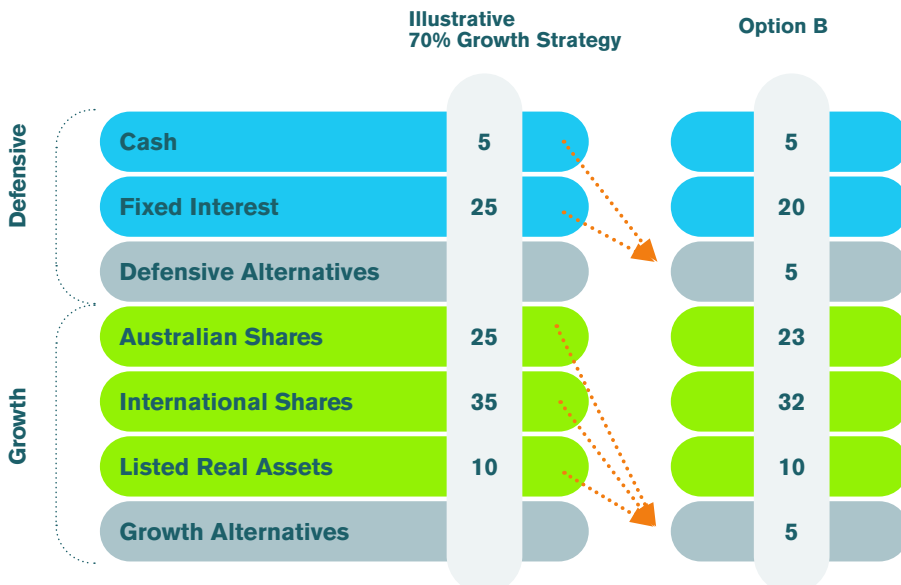 Illustrative
70% Growth Strategy
Option B
Defensive
Cash 5 5
Fixed Interest 25 20
Defensive Alternatives 5
Growth
Australian Shares 25 23
International Shares 35 32
Listed Real Assets 10 10
Growth Alternatives 5